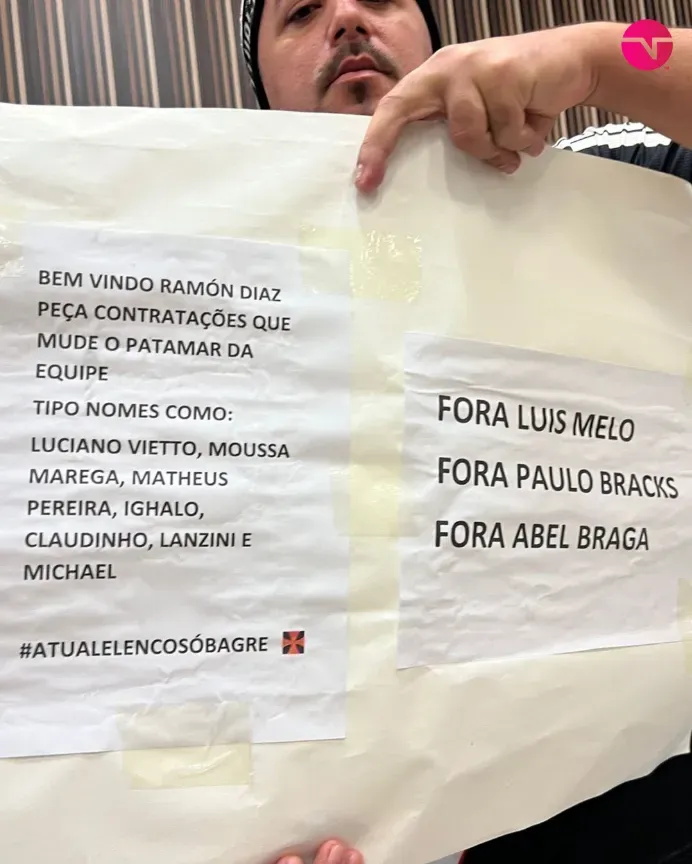 BEM VINDO RAMÓN DIAZ
PEÇA CONTRATAÇÕES QUE
MUDE O PATAMAR DA
EQUIPE
TIPO NOMES COMO:
LUCIANO VIETTO, MOUSSA
MAREGA, MATHEUS
PEREIRA, IGHALO,
CLAUDINHO, LANZINI E
MICHAEL
#ATUALELENCOSÓBAGRE
FORA LUIS MELO
FORA PAULO BRACKS
FORA ABEL BRAGA